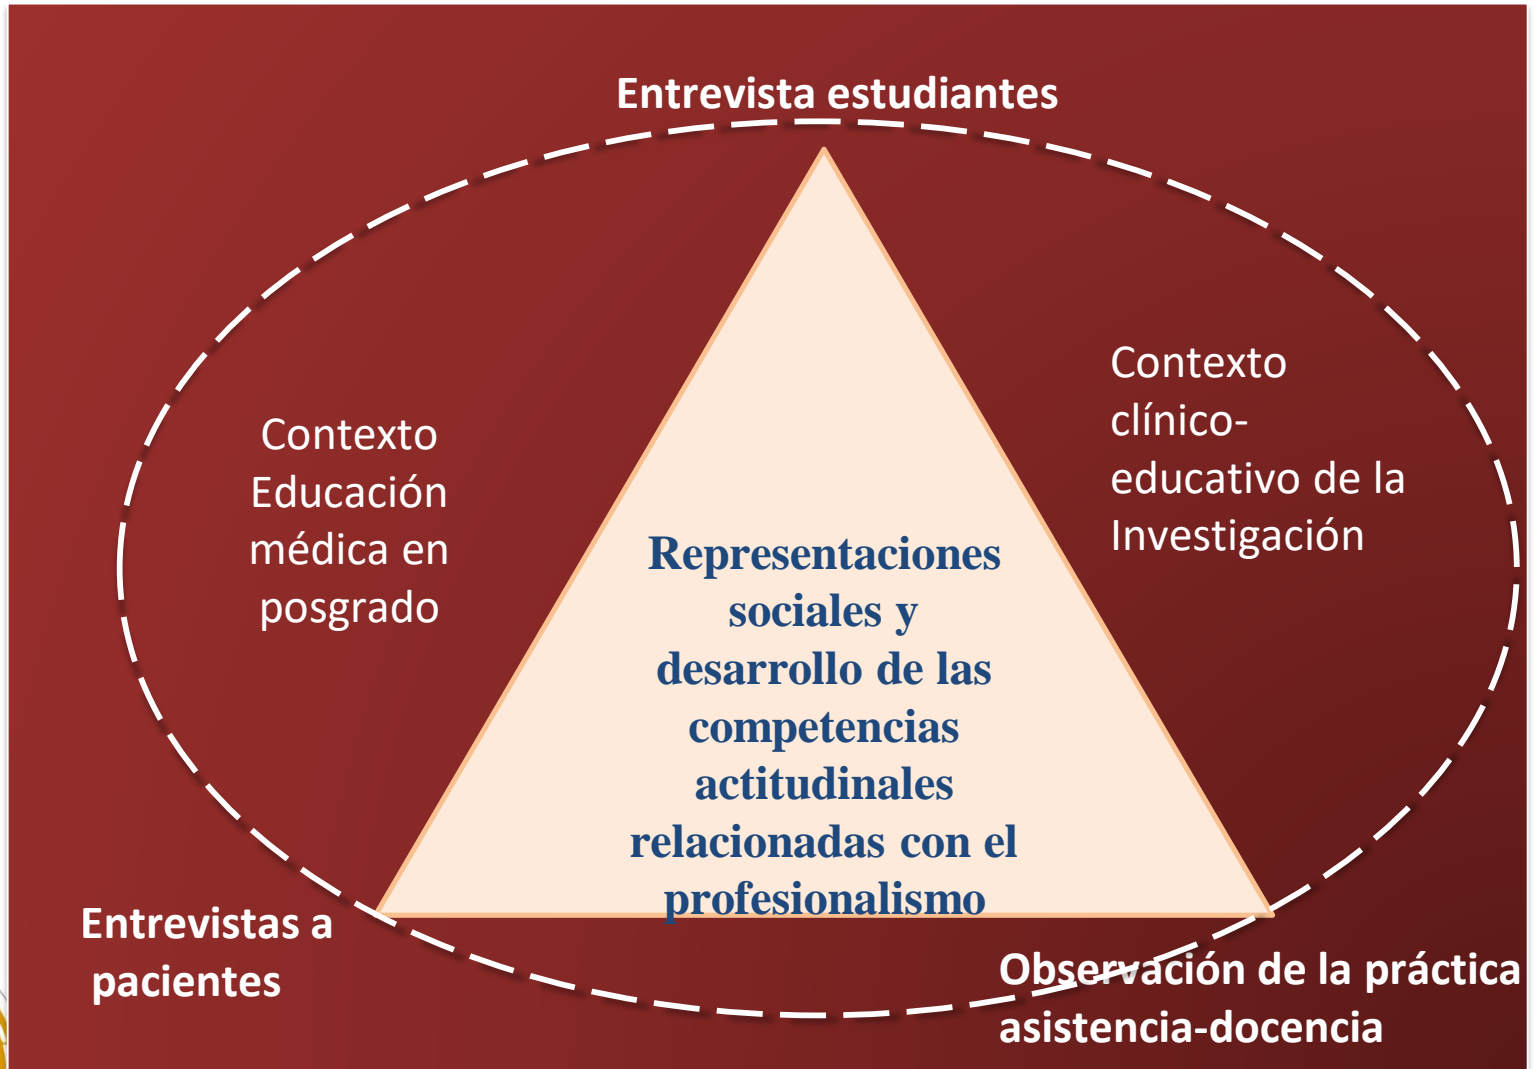 Entrevista estudiantes
Contexto
Educación
médica en
posgrado
Contexto
clínico-
educativo de la
Investigación
Representaciones
sociales y
desarrollo de las
competencias
actitudinales
relacionadas con el
profesionalismo
Entrevistas a
pacientes
Observación de la práctica
asistencia-docencia